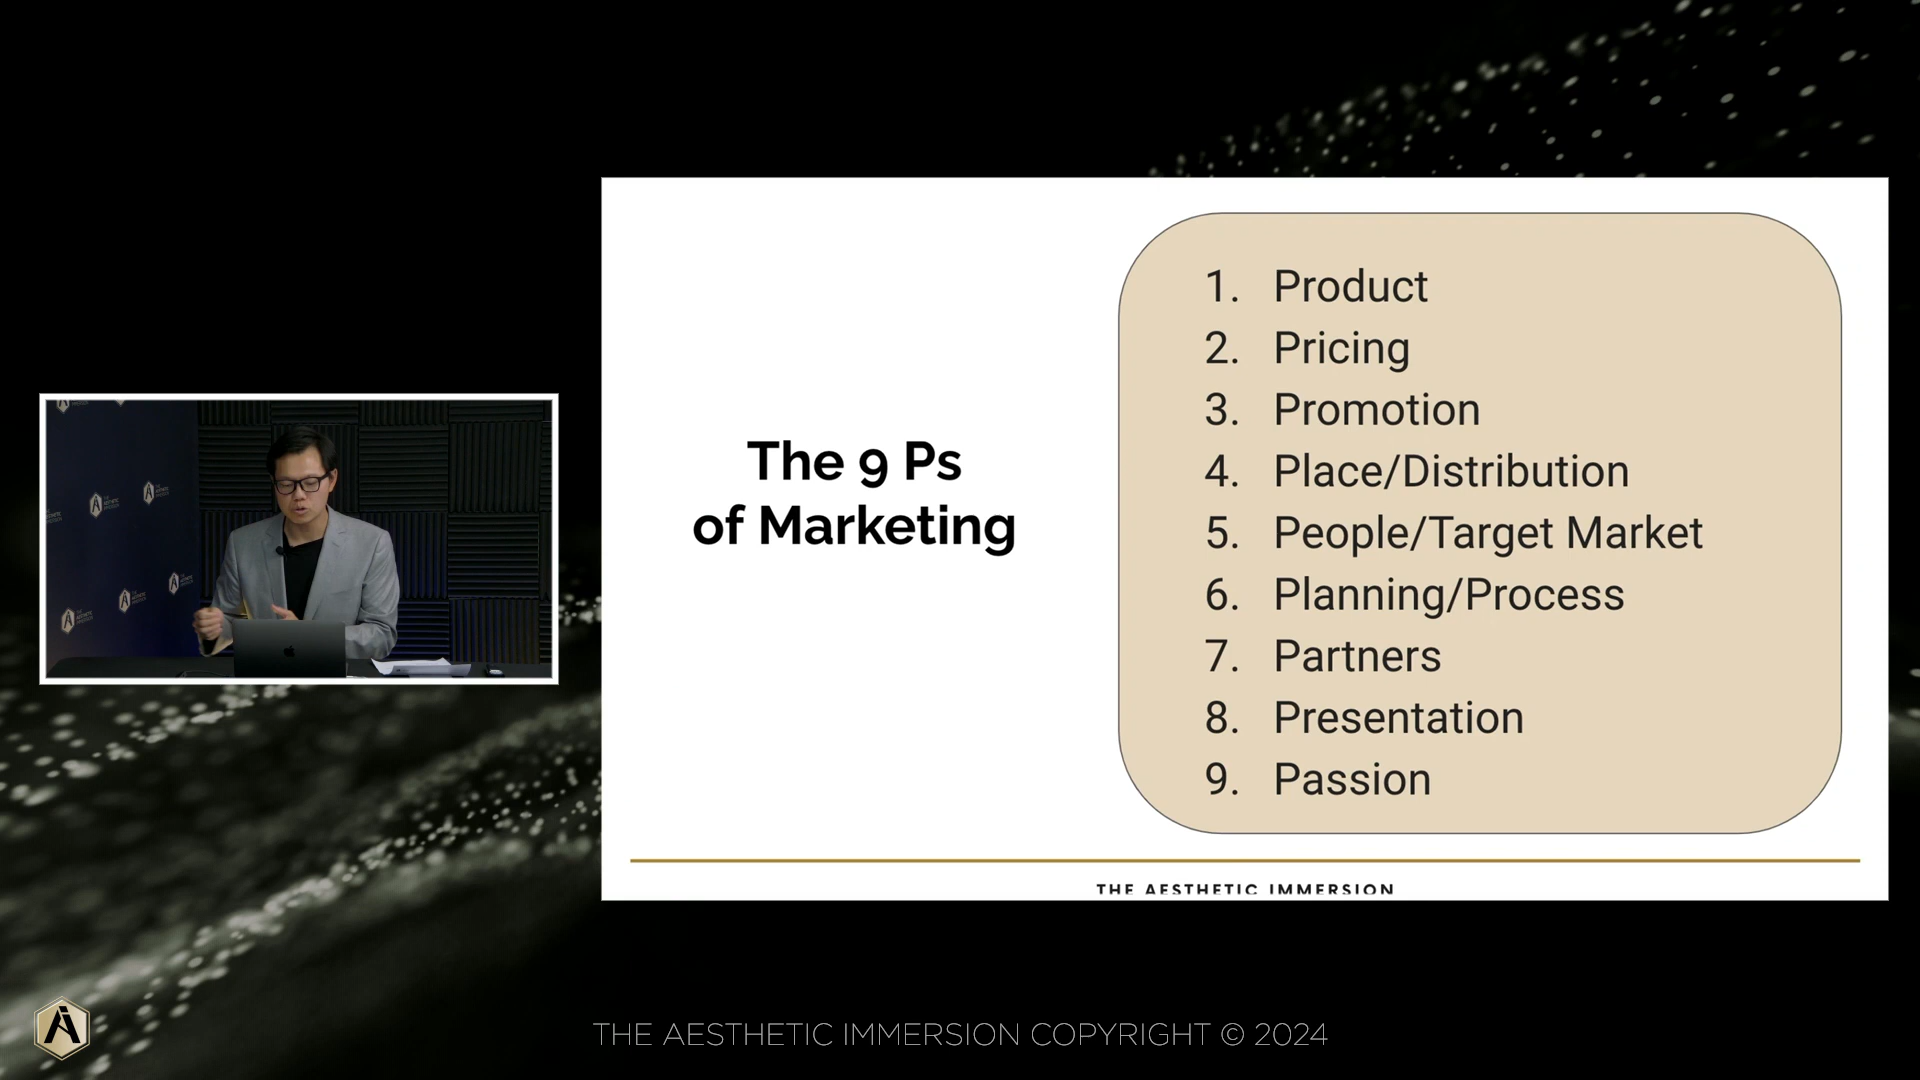 The 9 Ps
of Marketing
1. Product
2. Pricing
3. Promotion
4. Place/Distribution
5. People/Target Market
6. Planning/Process
7. Partners
8. Presentation
9. Passion
THE AESTHETIC IMMERSION
THE AESTHETIC IMMERSION COPYRIGHT © 2024